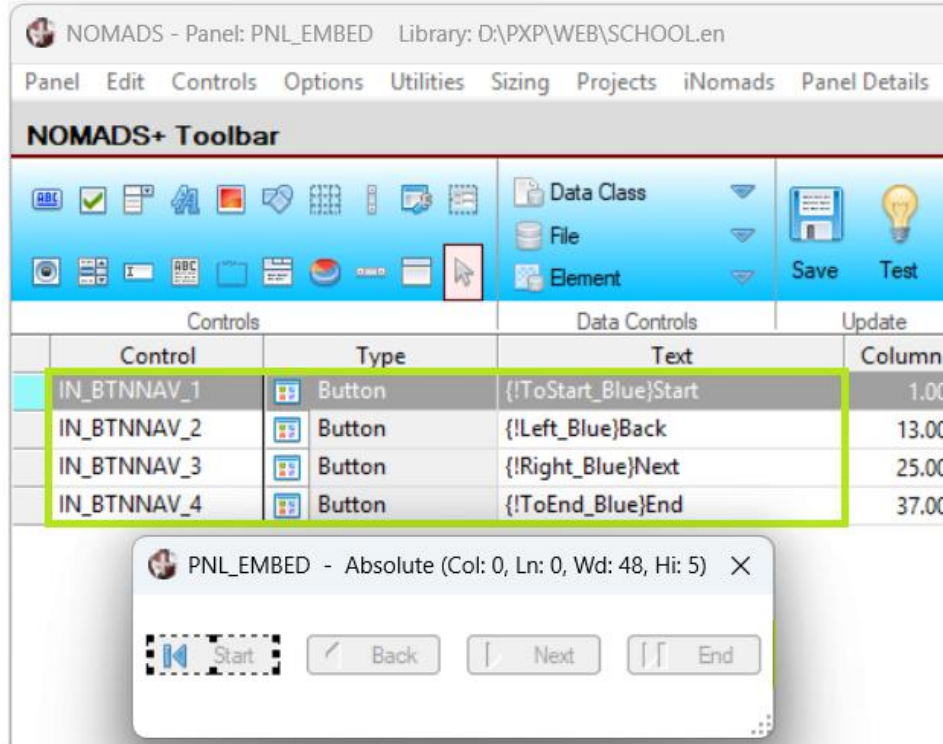 NOMADS - Panel: PNL_EMBED Library: D:\PXP\WEB\SCHOOL.en
Panel Edit Controls Options Utilities Sizing Projects iNomads Panel Details
NOMADS+ Toolbar
ABC Data Class
File
ABC Element Save Test
Controls Data Controls Update
Control Type Text Column
IN_BTNNAV_1 Button {!ToStart_Blue}Start 1.00
IN_BTNNAV_2 Button {!Left_Blue}Back 13.00
IN_BTNNAV_3 Button {!Right_Blue}Next 25.00
IN_BTNNAV_4 Button {!ToEnd_Blue}End 37.00
PNL_EMBED - Absolute (Col: 0, Ln: 0, Wd: 48, Hi: 5)
Start Back Next End